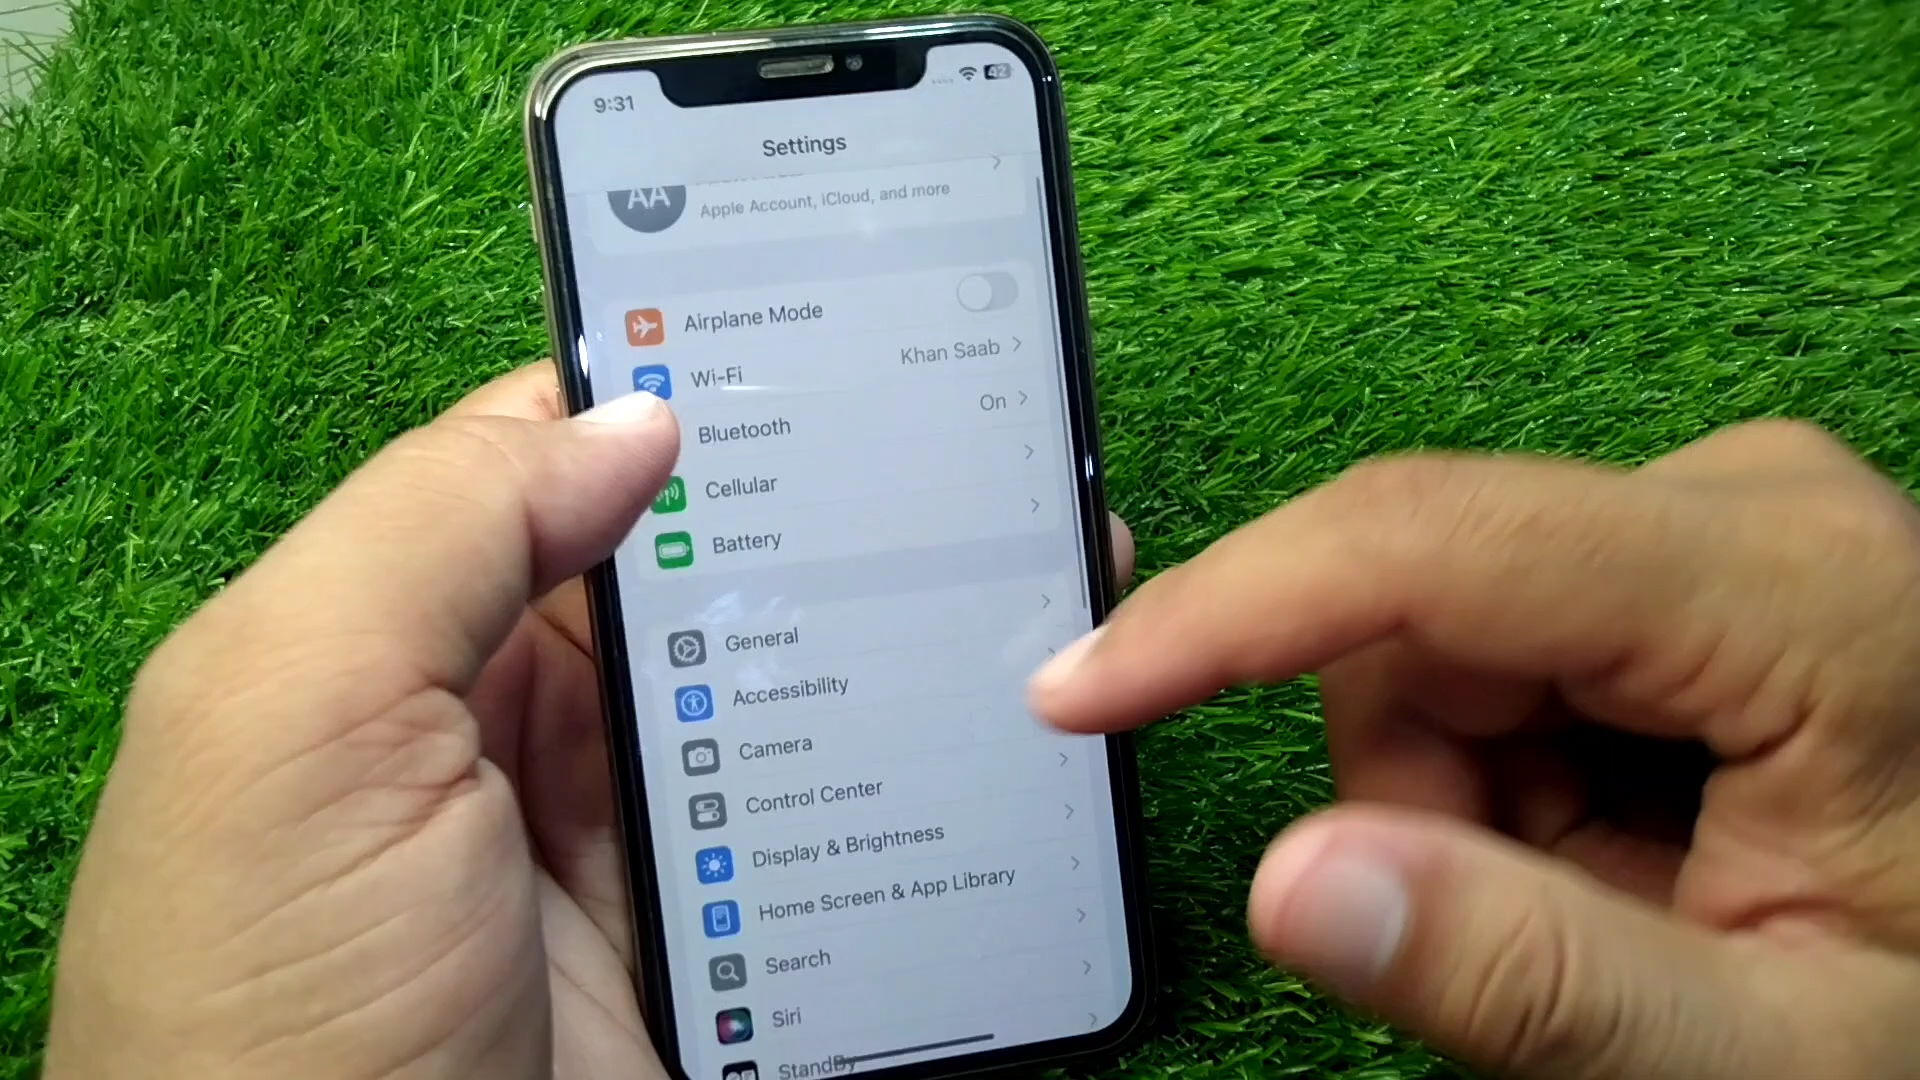 9:31
42
Settings
AA
Apple Account, iCloud, and more
Airplane Mode
Wi-Fi
Khan Saab
Bluetooth
On
Cellular
Battery
General
Accessibility
Camera
Control Center
Display & Brightness
Home Screen & App Library
Search
Siri
StandBy